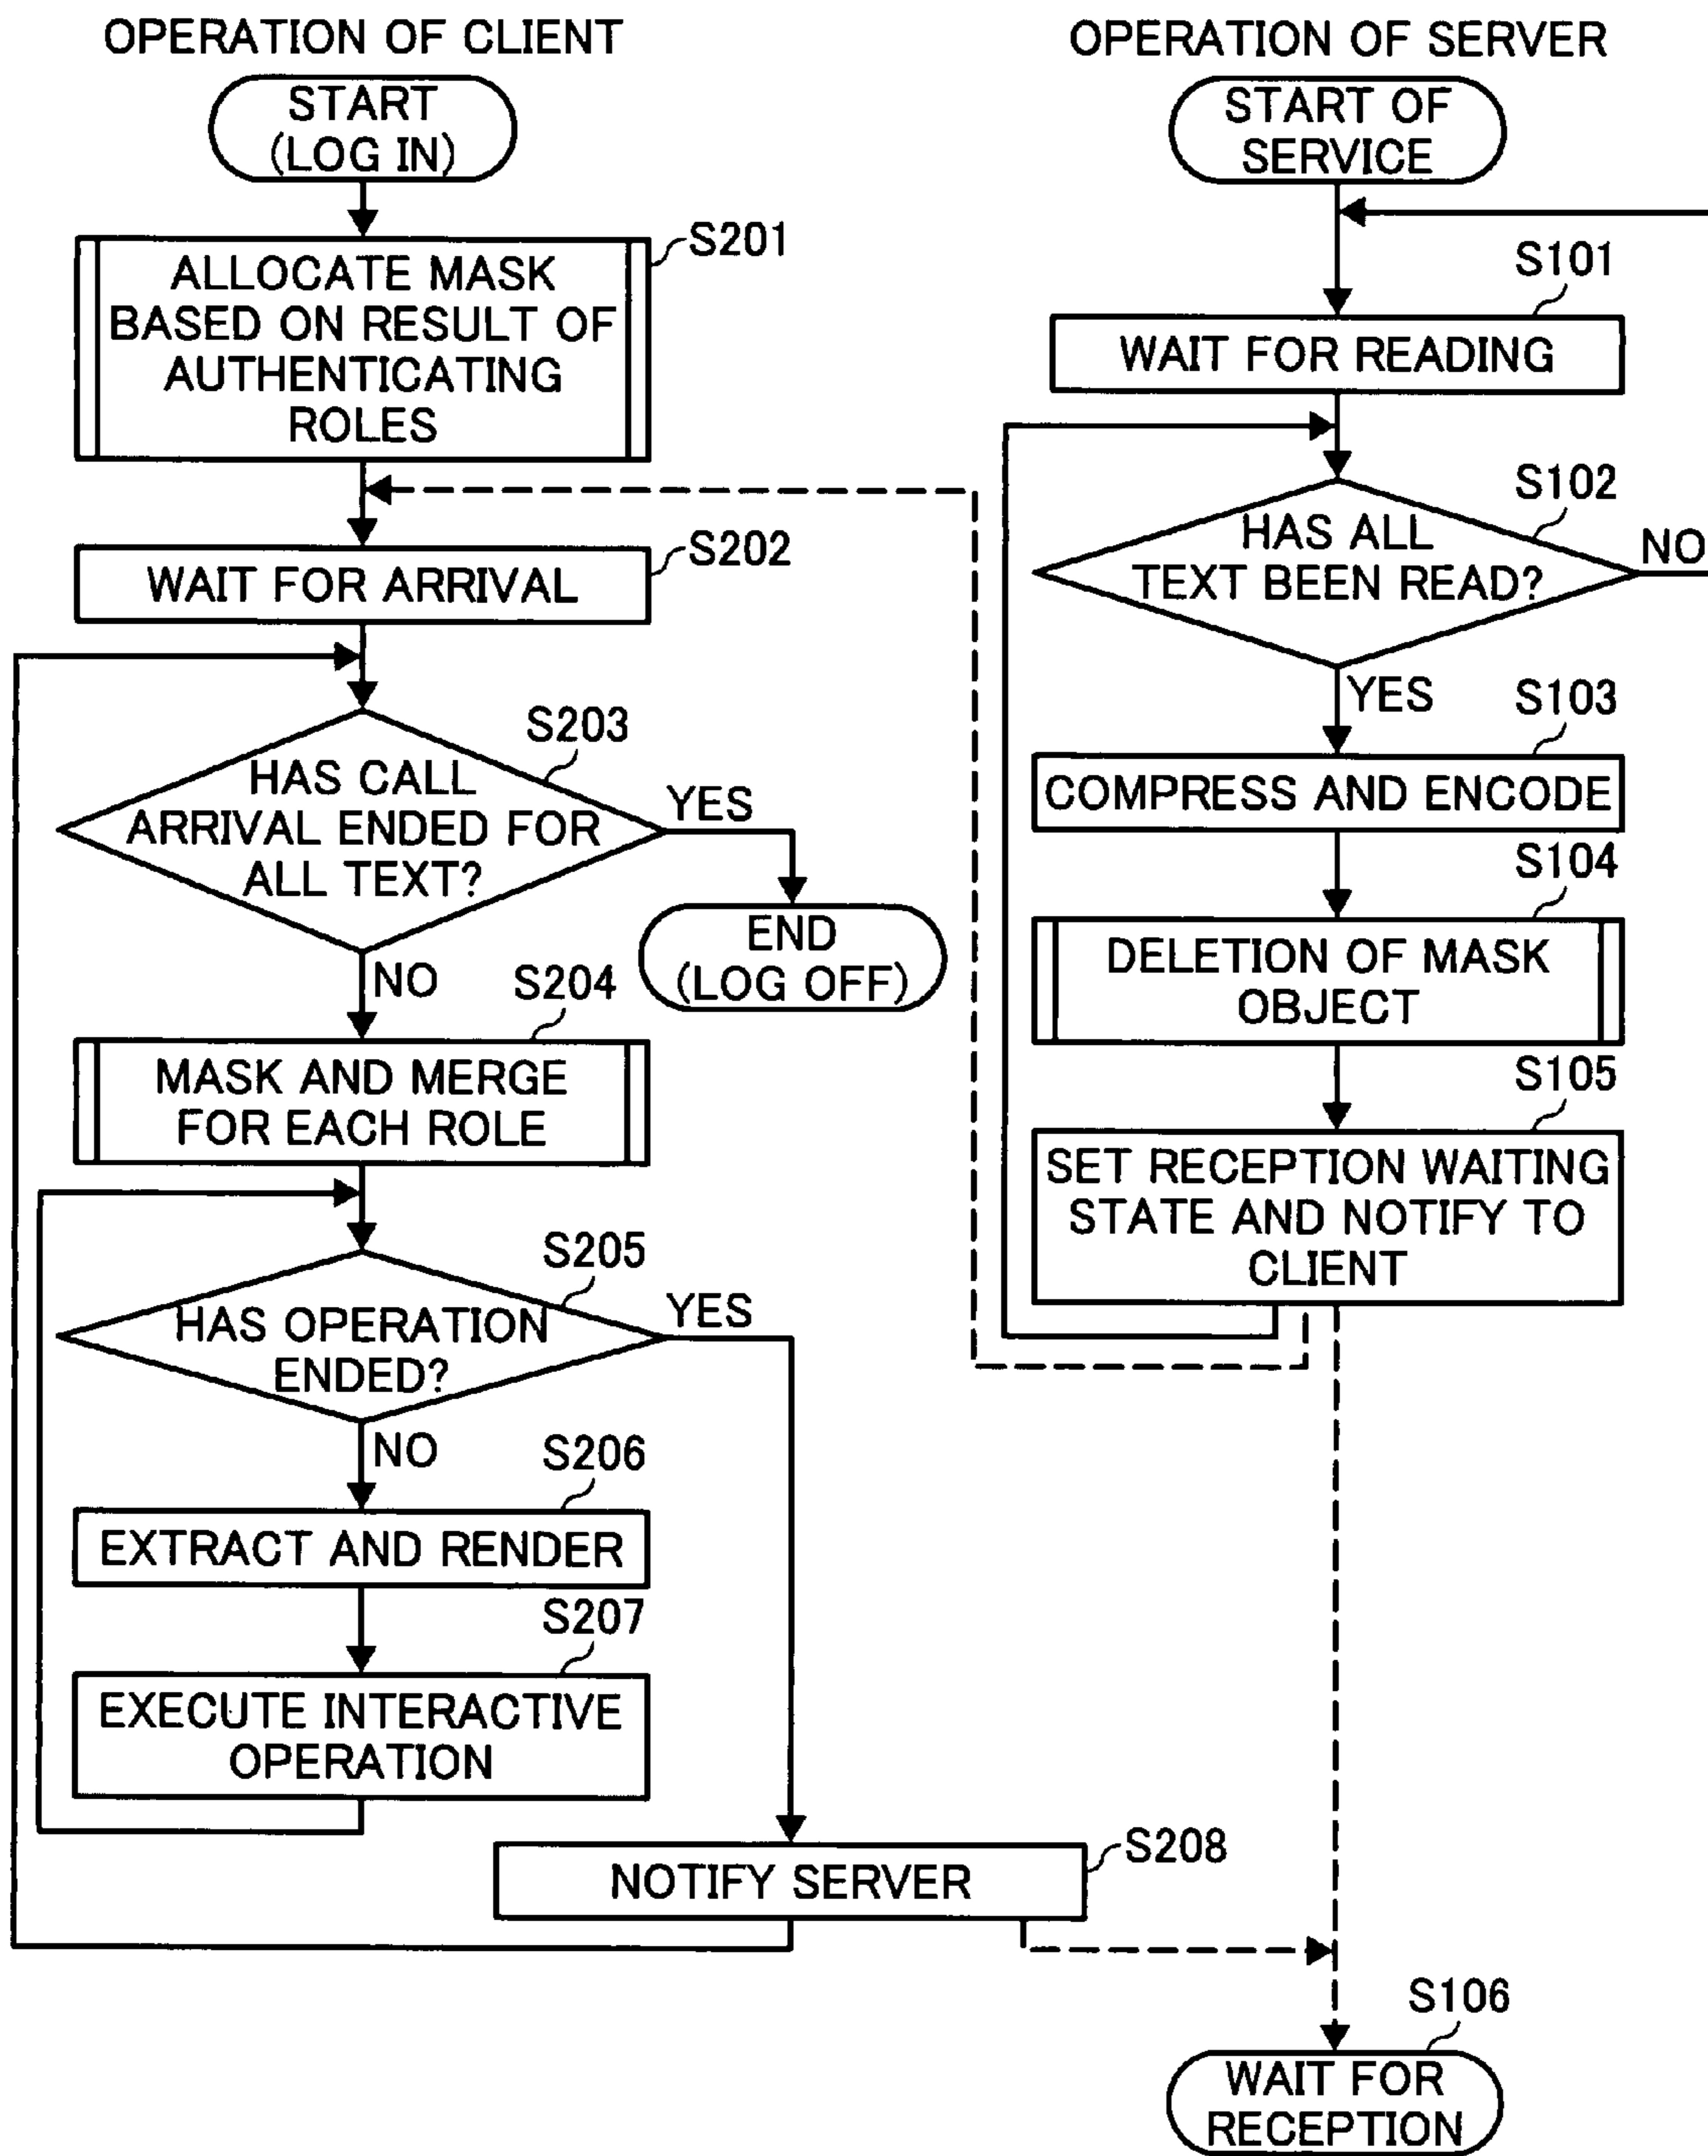 OPERATION OF CLIENT
START
(LOG IN)
S201
ALLOCATE MASK
BASED ON RESULT OF
AUTHENTICATING
ROLES
S202
WAIT FOR ARRIVAL
S203
HAS CALL
ARRIVAL ENDED FOR
ALL TEXT?
YES
END
(LOG OFF)
NO
S204
MASK AND MERGE
FOR EACH ROLE
S205
HAS OPERATION
ENDED?
YES
NO
S206
EXTRACT AND RENDER
S207
EXECUTE INTERACTIVE
OPERATION
S208
NOTIFY SERVER
OPERATION OF SERVER
START OF
SERVICE
S101
WAIT FOR READING
S102
HAS ALL
TEXT BEEN READ?
NO
YES
S103
COMPRESS AND ENCODE
S104
DELETION OF MASK
OBJECT
S105
SET RECEPTION WAITING
STATE AND NOTIFY TO
CLIENT
S106
WAIT FOR
RECEPTION